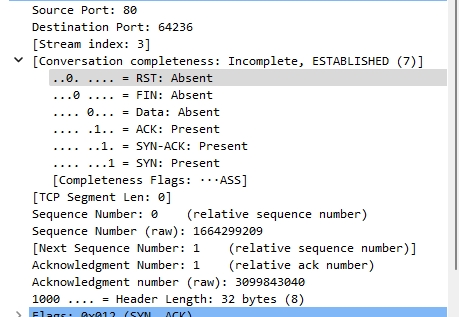 Source Port: 80
Destination Port: 64236
[Stream index: 3]
[Conversation completeness: Incomplete, ESTABLISHED (7)]
..0. .... = RST: Absent
...0 .... = FIN: Absent
.... 0... = Data: Absent
.... .1.. = ACK: Present
.... ..1. = SYN-ACK: Present
.... ...1 = SYN: Present
[Completeness Flags: ···ASS]
[TCP Segment Len: 0]
Sequence Number: 0    (relative sequence number)
Sequence Number (raw): 1664299209
[Next Sequence Number: 1    (relative sequence number)]
Acknowledgment Number: 1    (relative ack number)
Acknowledgment number (raw): 3099843040
1000 .... = Header Length: 32 bytes (8)
Flags: 0x012 (SYN, ACK)